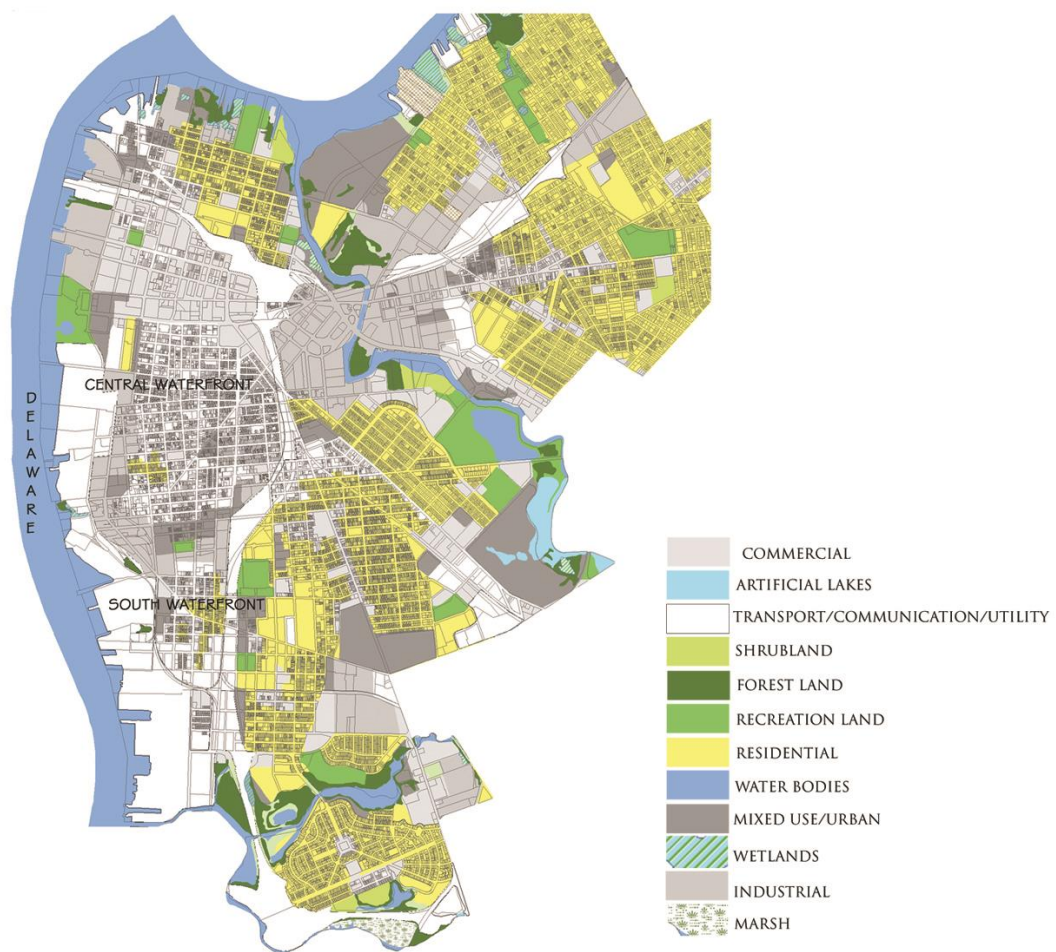 DELAWARE
CENTRAL WATERFRONT
SOUTH WATERFRONT
COMMERCIAL
ARTIFICIAL LAKES
TRANSPORT/COMMUNICATION/UTILITY
SHRUBLAND
FOREST LAND
RECREATION LAND
RESIDENTIAL
WATER BODIES
MIXED USE/URBAN
WETLANDS
INDUSTRIAL
MARSH